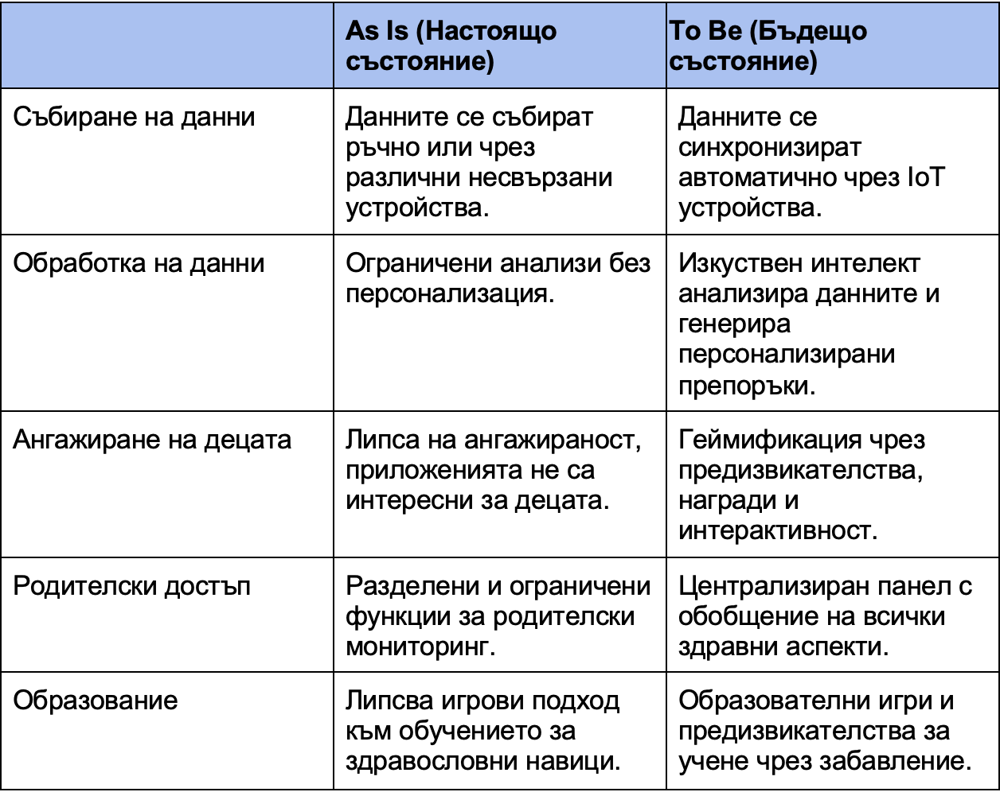 As Is (Настоящо
състояние)
To Be (Бъдещо
състояние)
Събиране на данни
Данните се събират
ръчно или чрез
различни несвързани
устройства.
Данните се
синхронизират
автоматично чрез IoT
устройства.
Обработка на данни
Ограничени анализи без
персонализация.
Изкуствен интелект
анализира данните и
генерира
персонализирани
препоръки.
Ангажиране на децата
Липса на ангажираност,
приложенията не са
интересни за децата.
Геймификация чрез
предизвикателства,
награди и
интерактивност.
Родителски достъп
Разделени и ограничени
функции за родителски
мониторинг.
Централизиран панел с
обобщение на всички
здравни аспекти.
Образование
Липсва игрови подход
към обучението за
здравословни навици.
Образователни игри и
предизвикателства за
учене чрез забавление.